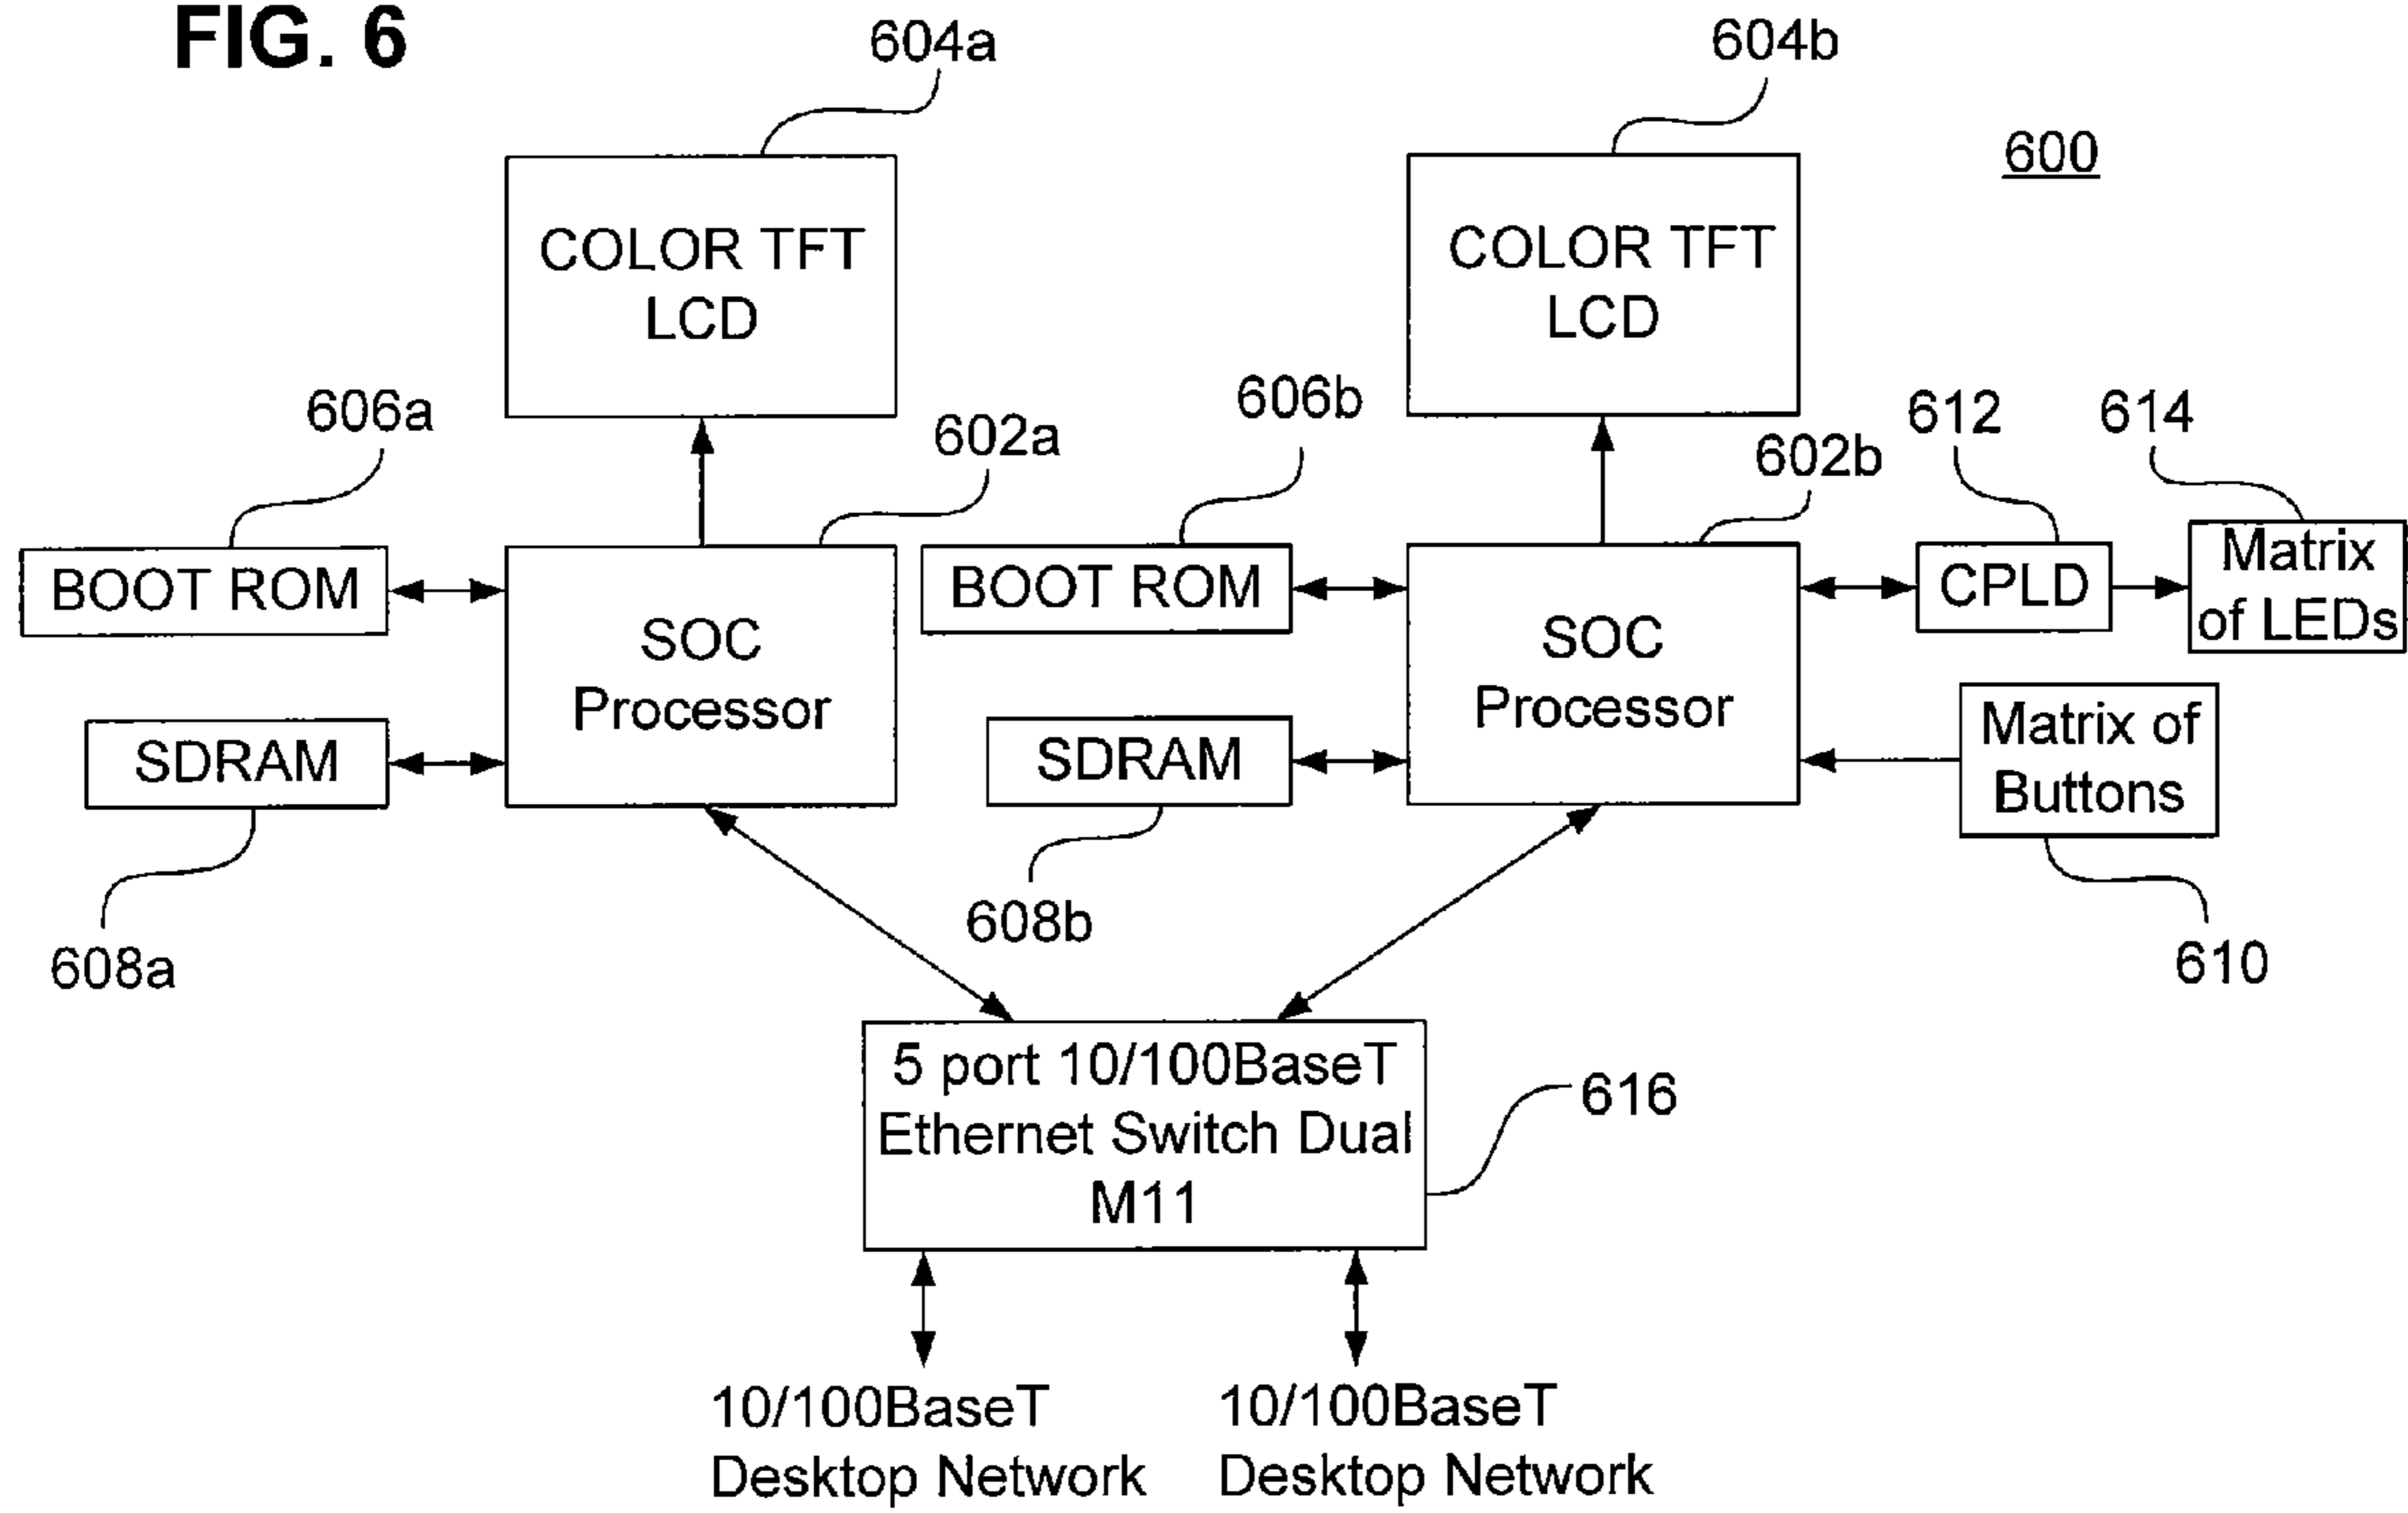 FIG. 6
604a
604b
600
COLOR TFT
LCD
COLOR TFT
LCD
606a
602a
606b
602b
612
614
BOOT ROM
SOC
Processor
BOOT ROM
SOC
Processor
CPLD
Matrix
of LEDs
SDRAM
SDRAM
Matrix of
Buttons
608a
608b
610
5 port 10/100BaseT
Ethernet Switch Dual
M11
616
10/100BaseT
Desktop Network
10/100BaseT
Desktop Network